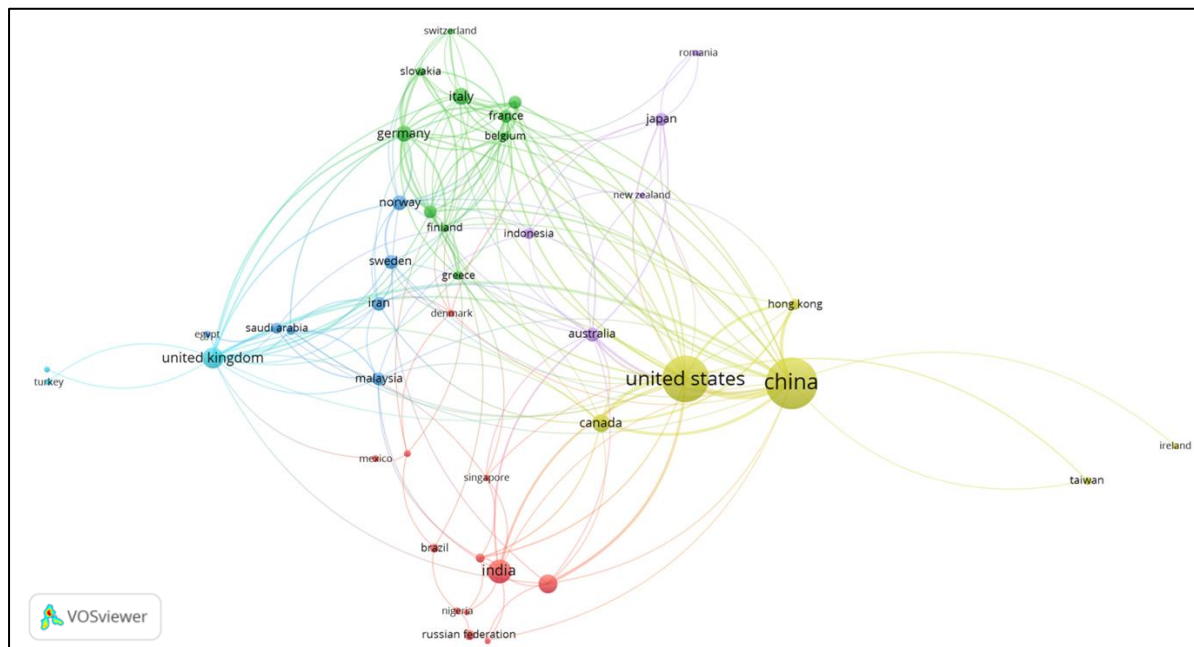 switzerland
romania
slovakia
italy
france
japan
germany
belgium
new zealand
norway
finland
indonesia
sweden
greece
iran
hong kong
denmark
saudi arabia
egypt
australia
united kingdom
turkey
malaysia
united states
china
canada
ireland
mexico
singapore
taiwan
brazil
india
nigeria
russian federation
VOSviewer